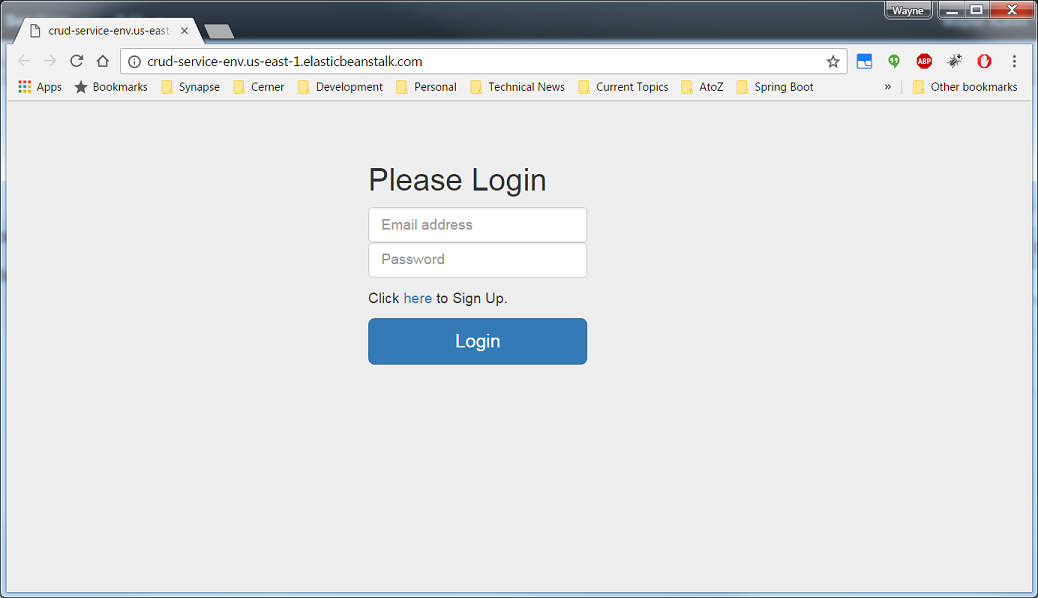 Wayne
crud-service-env.us-east
crud-service-env.us-east-1.elasticbeanstalk.com
ABP
Apps Bookmarks Synapse Cerner Development Personal Technical News Current Topics AtoZ Spring Boot » Other bookmarks
Please Login
Email address
Password
Click here to Sign Up.
Login